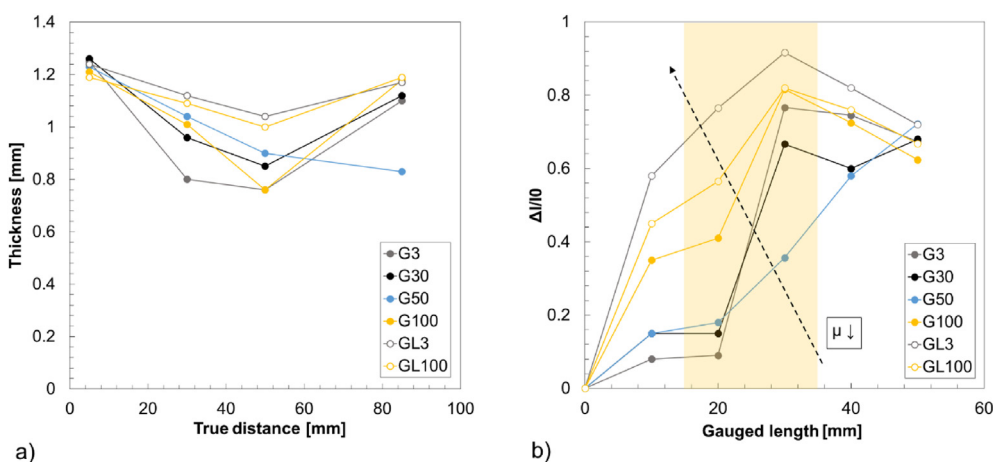 1.4
1.2
1
0.8
0.6
0.4
0.2
0
Thickness [mm]
0 20 40 60 80 100
True distance [mm]
G3
G30
G50
G100
GL3
GL100
a)
1
0.8
0.6
0.4
0.2
0
Δl/l0
0 20 40 60
Gauged length [mm]
μ ↓
G3
G30
G50
G100
GL3
GL100
b)